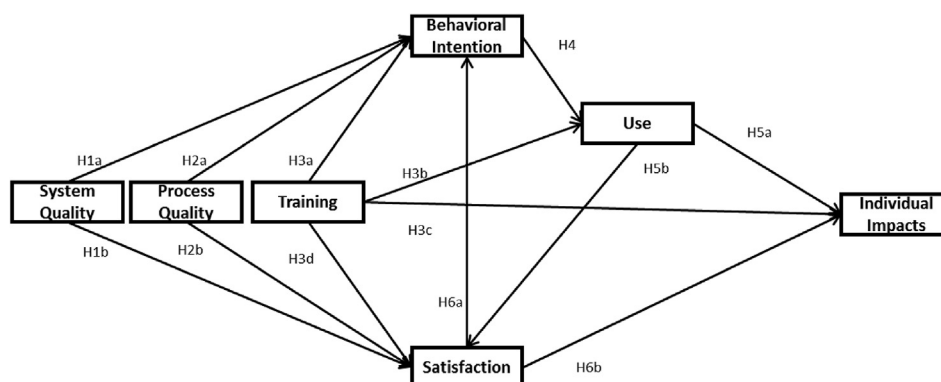 Behavioral
Intention
H4
Use
H1a
H2a
H3a
H3b
H5b
H5a
System
Quality
Process
Quality
Training
Individual
Impacts
H1b
H2b
H3d
H3c
H6a
Satisfaction
H6b